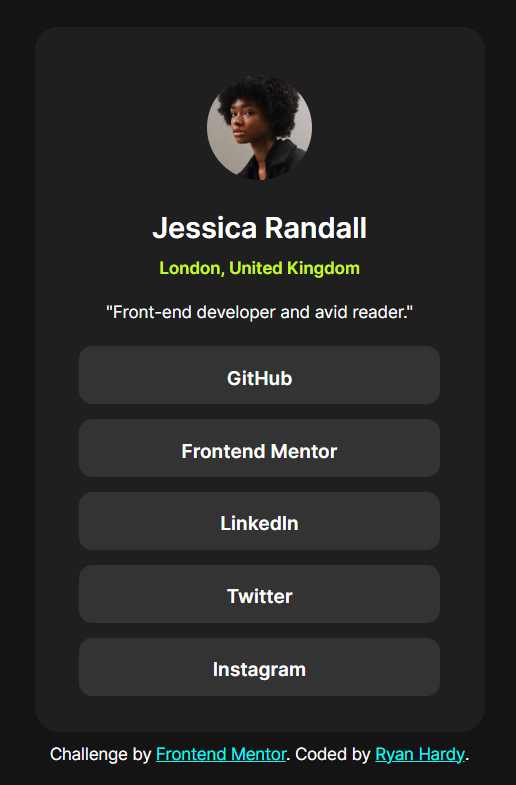 Jessica Randall
London, United Kingdom
"Front-end developer and avid reader."
GitHub
Frontend Mentor
LinkedIn
Twitter
Instagram
Challenge by Frontend Mentor. Coded by Ryan Hardy.